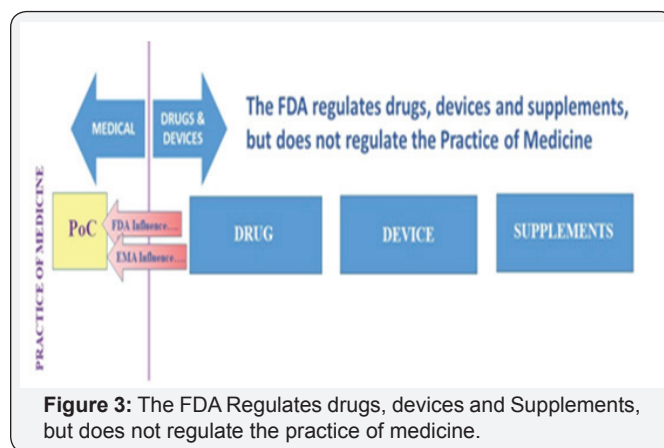 MEDICAL
DRUGS &
DEVICES
The FDA regulates drugs, devices and supplements,
but does not regulate the Practice of Medicine
PRACTICE OF MEDICINE
PoC
FDA Influence....
EMA Influence....
DRUG
DEVICE
SUPPLEMENTS
Figure 3: The FDA Regulates drugs, devices and Supplements,
but does not regulate the practice of medicine.